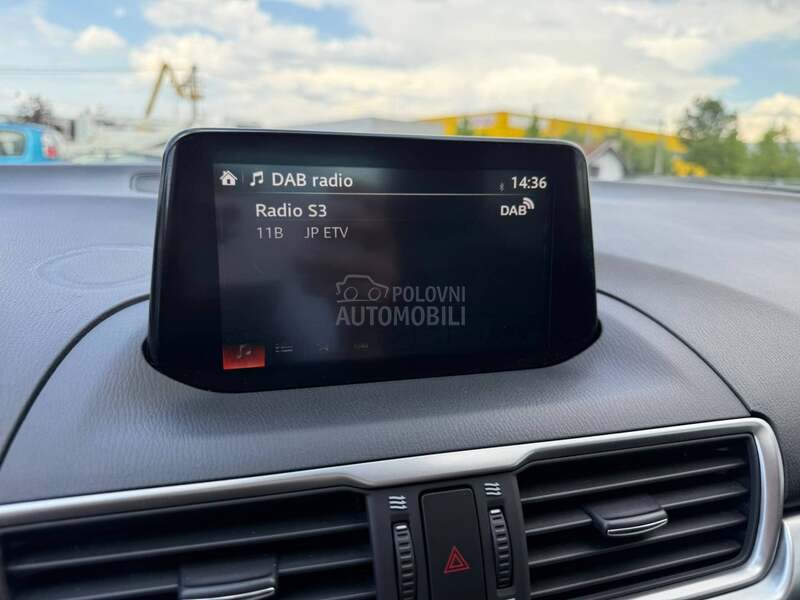 DAB radio 14:36
Radio S3 DAB
11B JP ETV
POLOVNI
AUTOMOBILI